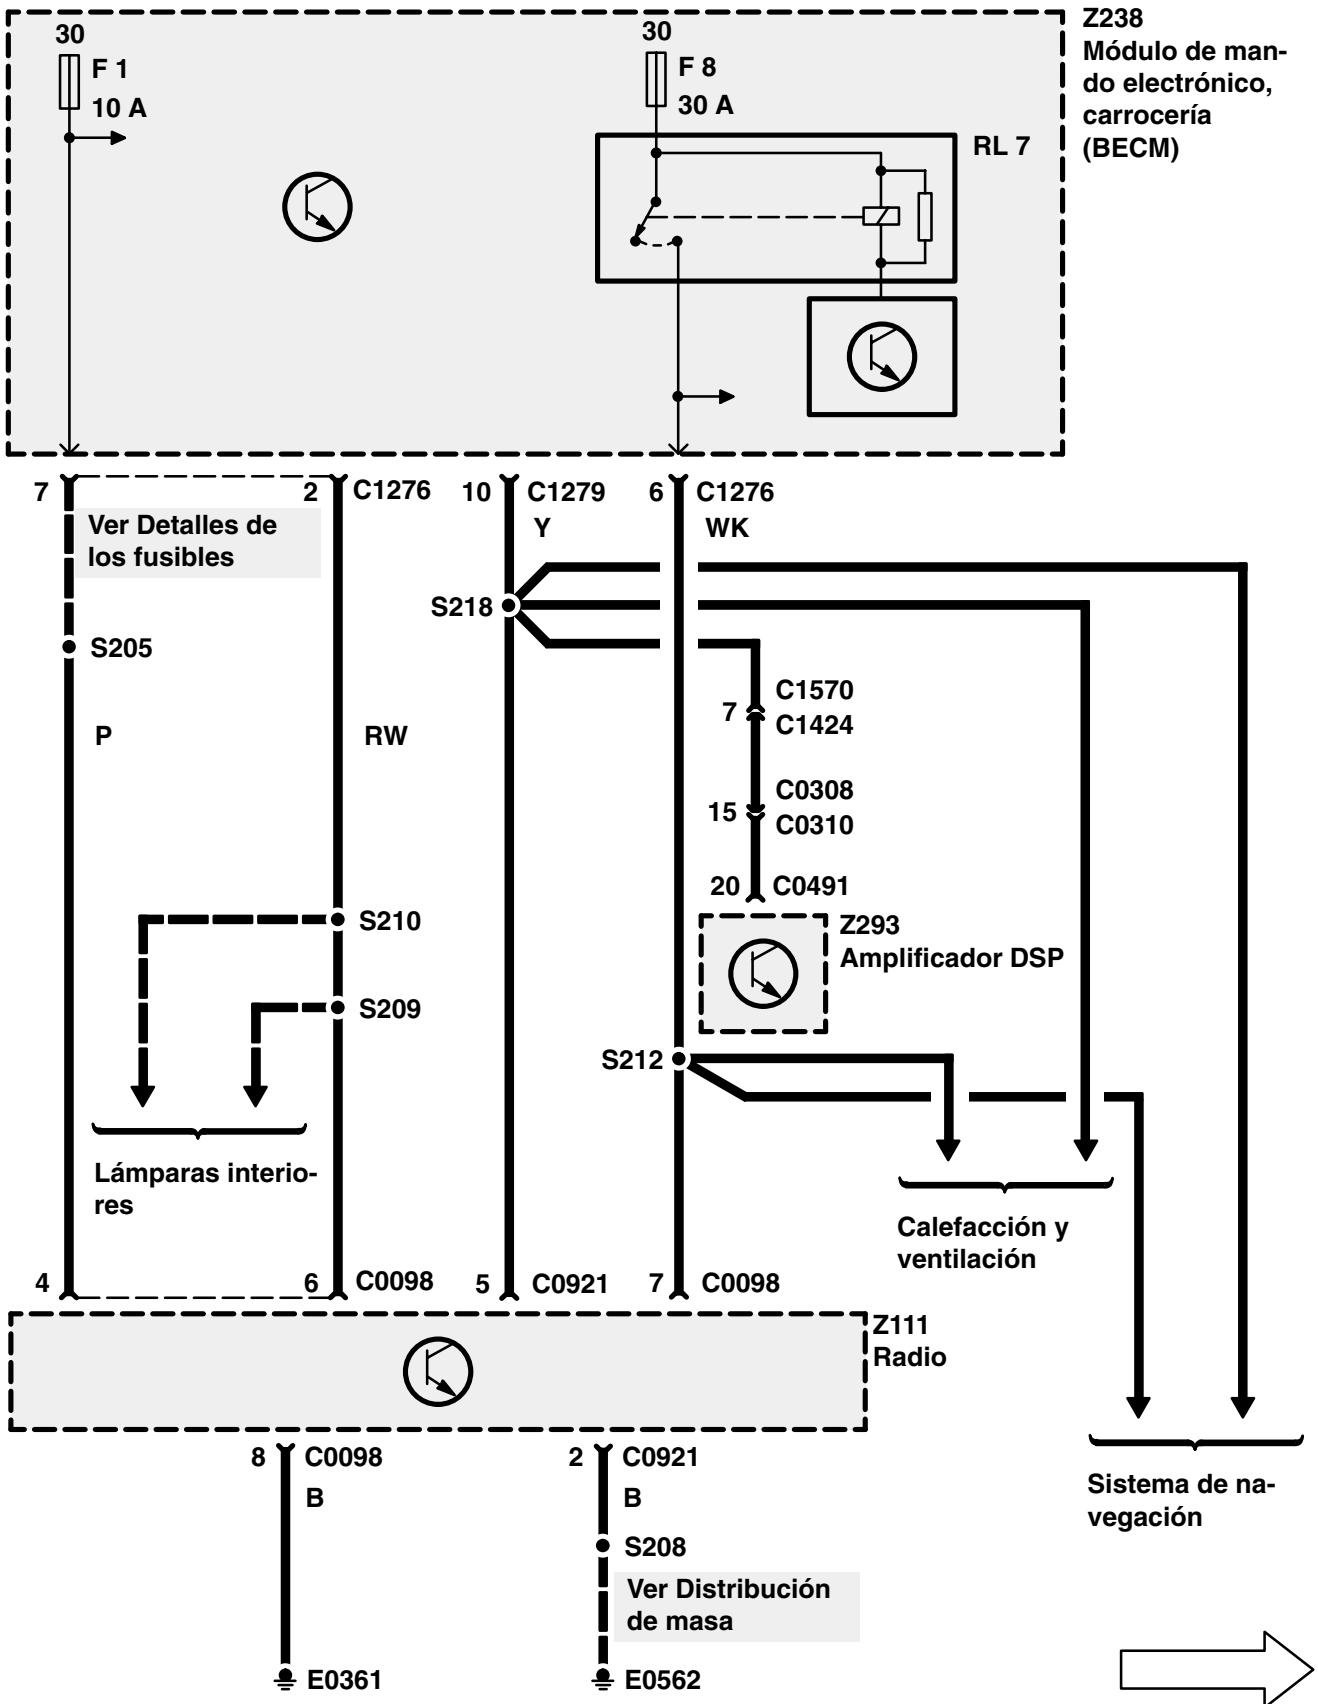 30
F 1
10 A
30
F 8
30 A
RL 7
Z238
Módulo de man-
do electrónico,
carrocería
(BECM)
7
2
C1276
10
C1279
6
C1276
Ver Detalles de
los fusibles
Y
WK
S218
S205
P
RW
7
C1570
C1424
15
C0308
C0310
20
C0491
S210
Z293
Amplificador DSP
S209
S212
Lámparas interio-
res
Calefacción y
ventilación
4
6
C0098
5
C0921
7
C0098
Z111
Radio
8
C0098
B
2
C0921
B
Sistema de na-
vegación
S208
Ver Distribución
de masa
E0361
E0562